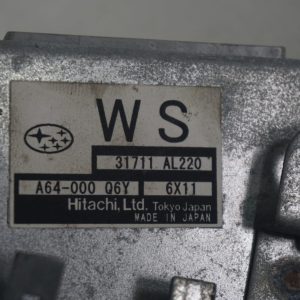 WS
31711 AL220
A64-000 Q6Y 6X11
Hitachi, Ltd. Tokyo Japan
MADE IN JAPAN